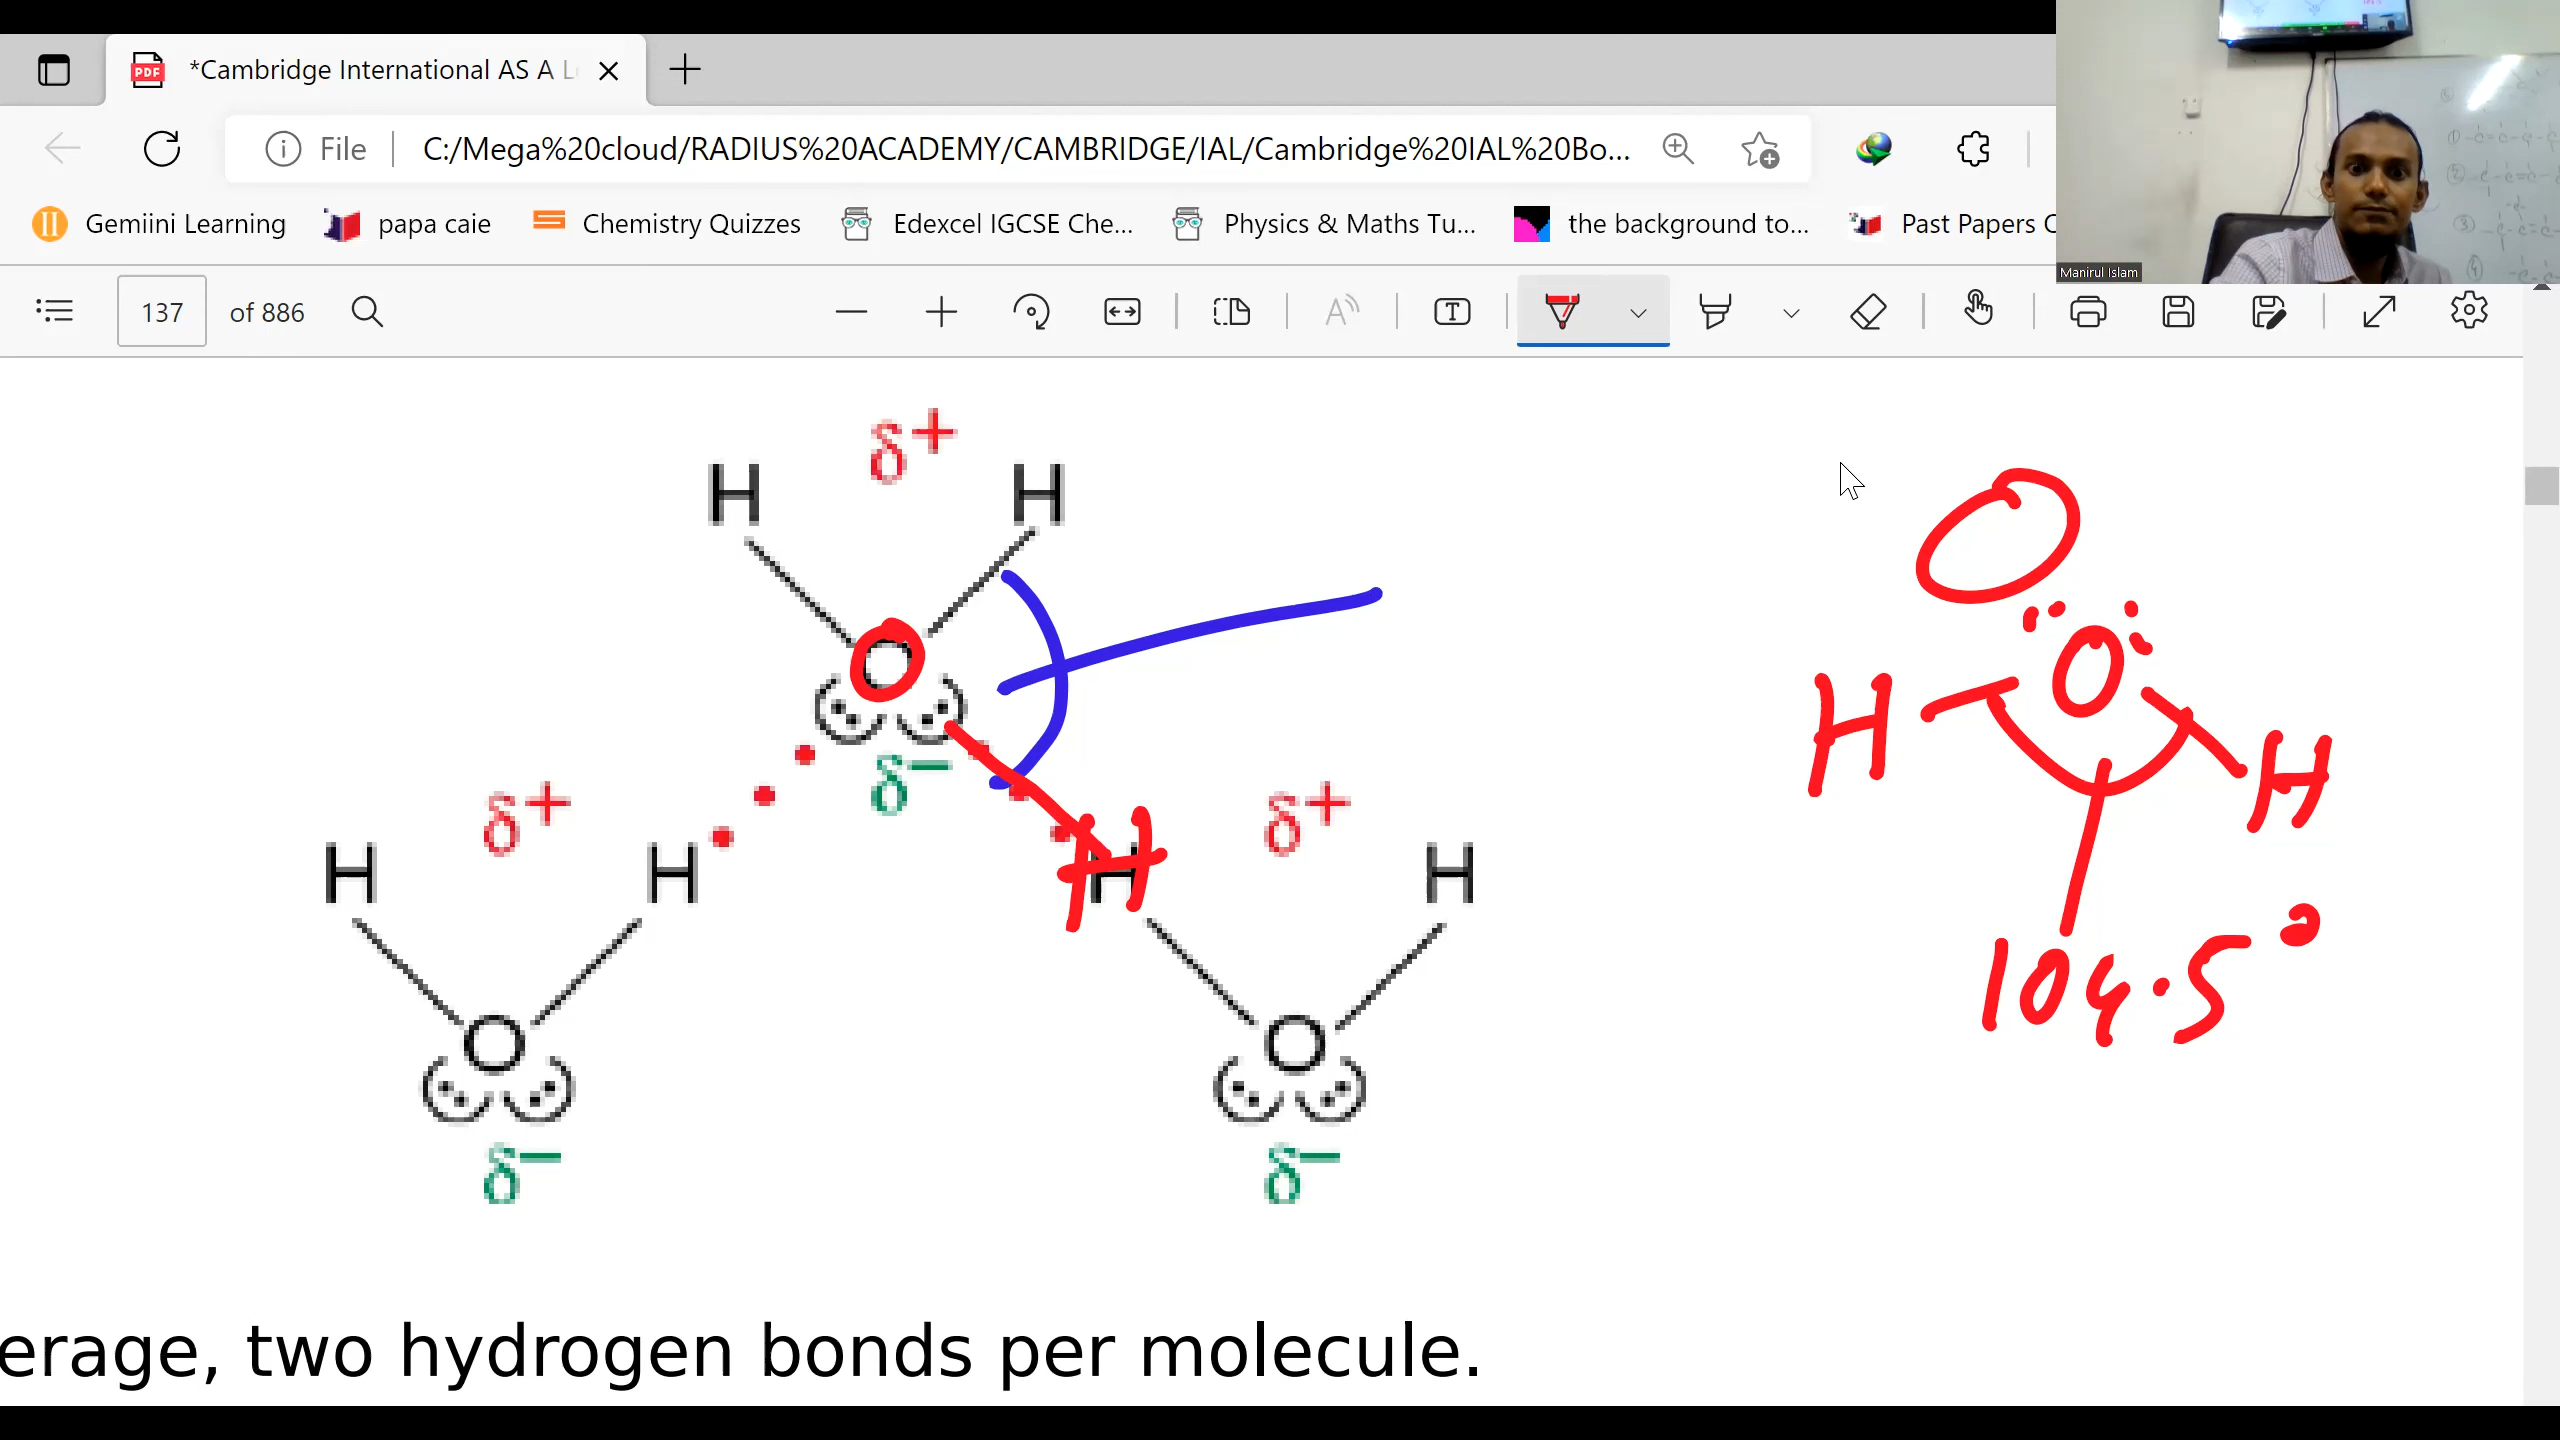 *Cambridge International AS A L
File
C:/Mega%20cloud/RADIUS%20ACADEMY/CAMBRIDGE/IAL/Cambridge%20IAL%20Bo...
Gemiini Learning
papa caie
Chemistry Quizzes
Edexcel IGCSE Che...
Physics & Maths Tu...
the background to...
Past Papers C
Manirul Islam
137 of 886
δ+
H H
O
δ−
δ+ δ+
H H H H
H
O O
δ− δ−
O
H H
104.5°
erage, two hydrogen bonds per molecule.